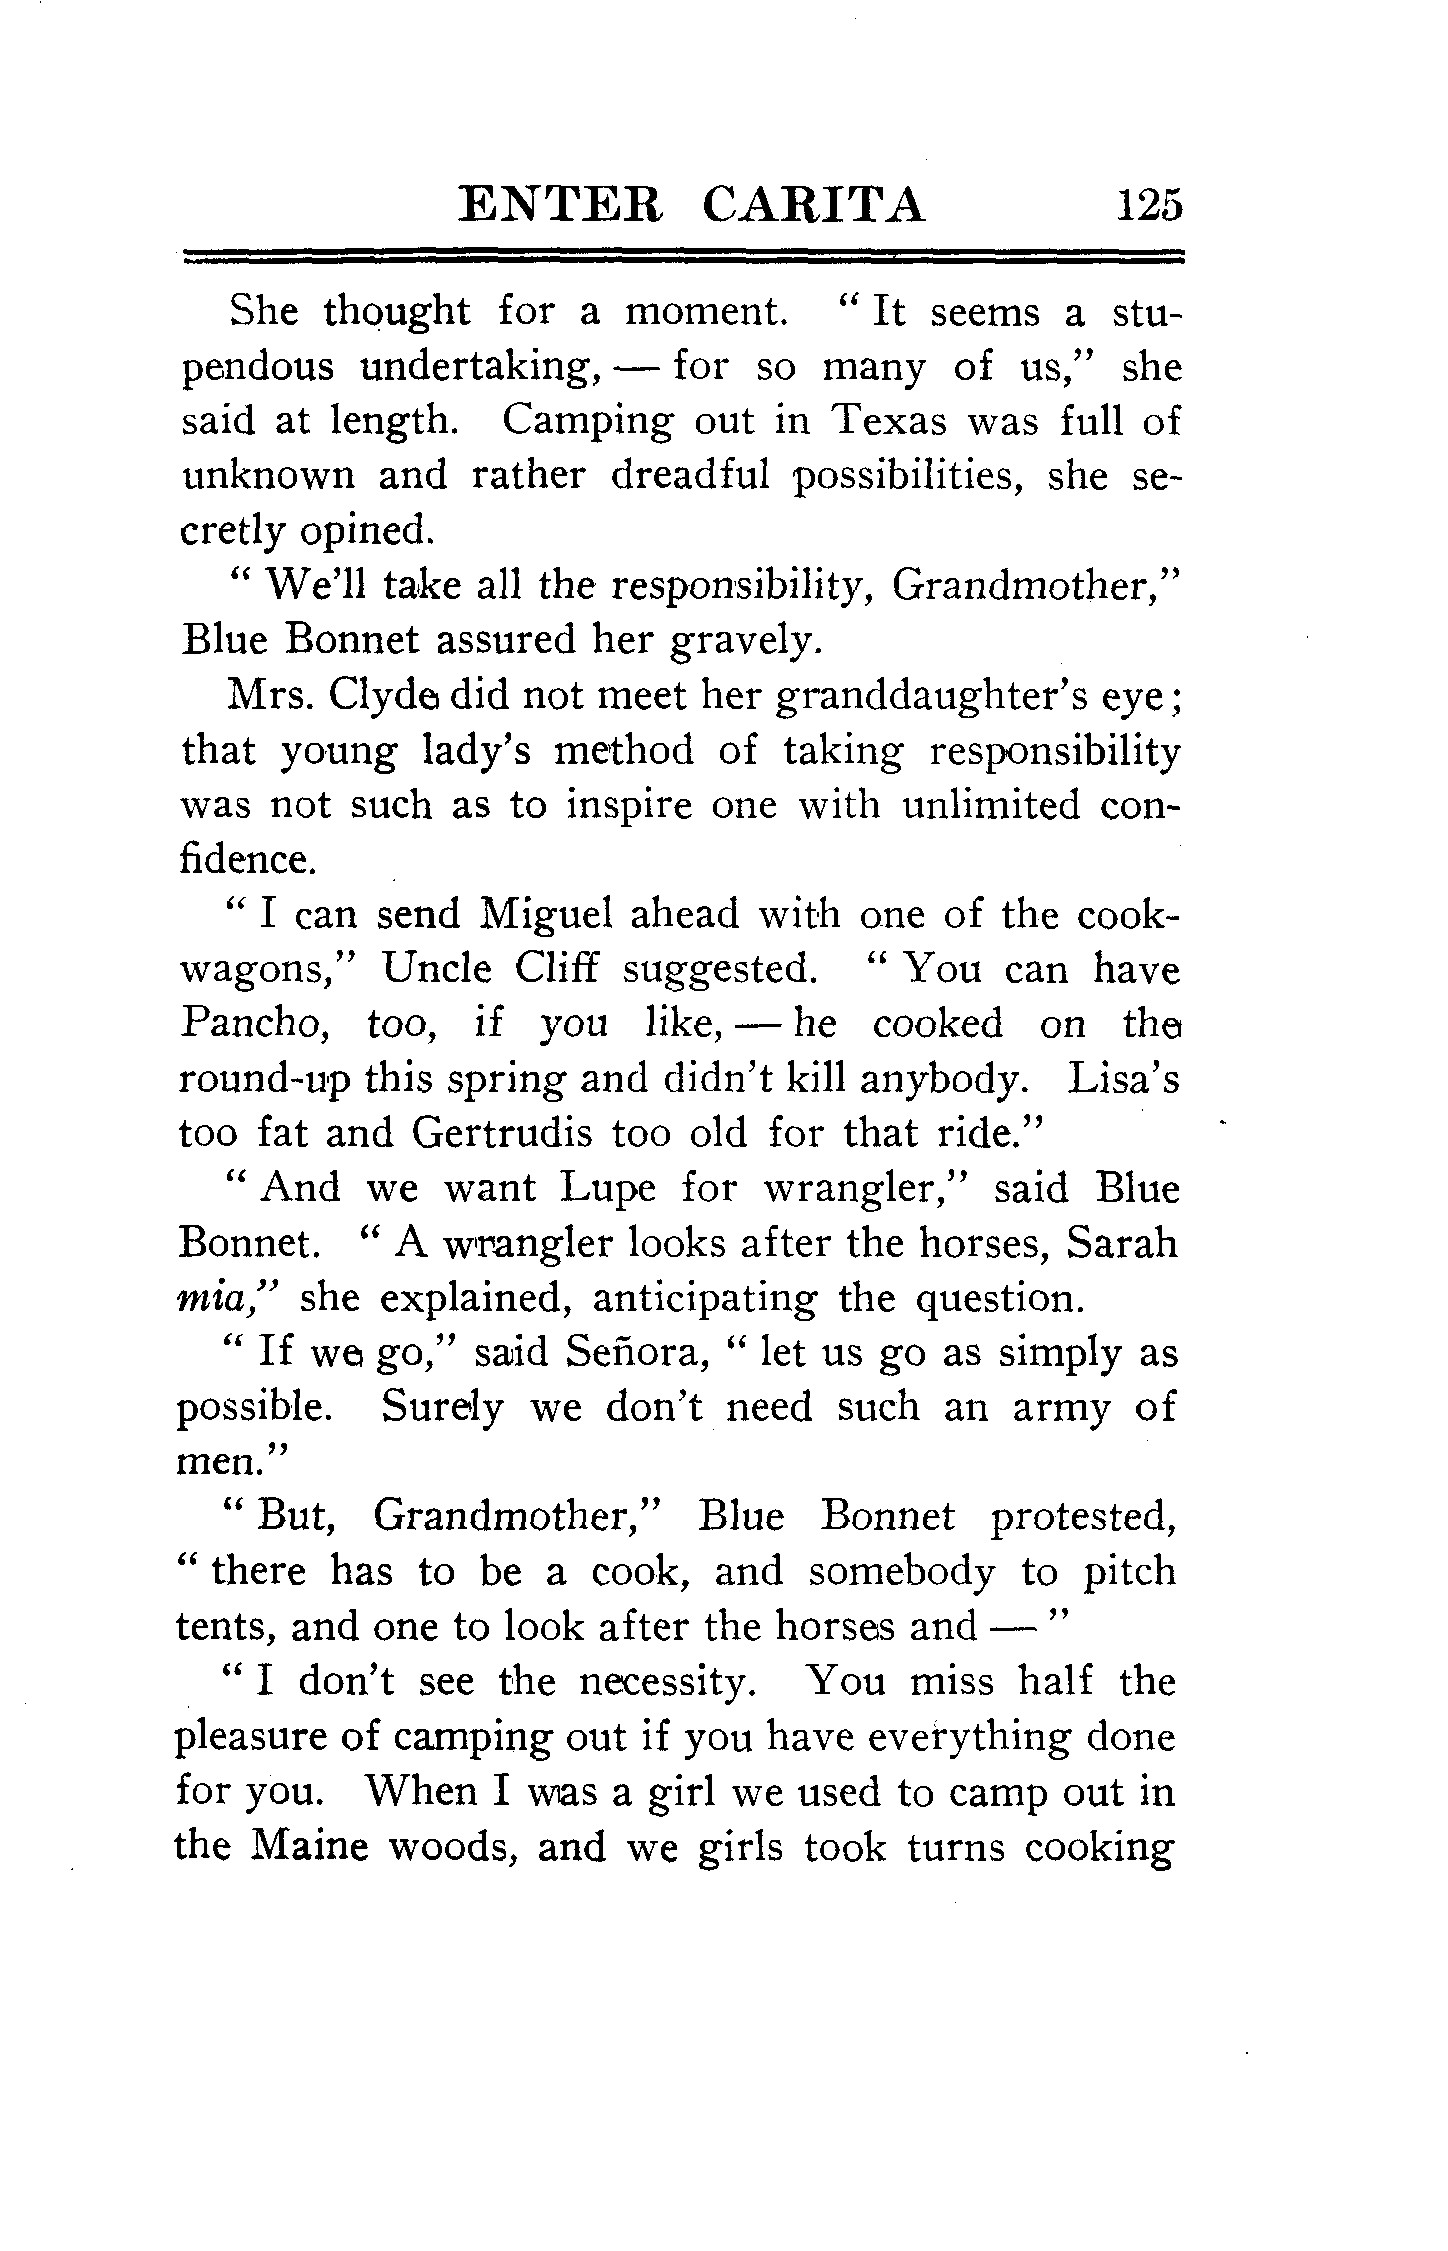 ENTER CARITA 125
She thought for a moment. " It seems a stu-
pendous undertaking, — for so many of us," she
said at length. Camping out in Texas was full of
unknown and rather dreadful possibilities, she se-
cretly opined.
" We'll take all the responsibility, Grandmother,"
Blue Bonnet assured her gravely.
Mrs. Clyde did not meet her granddaughter's eye;
that young lady's method of taking responsibility
was not such as to inspire one with unlimited con-
fidence.
" I can send Miguel ahead with one of the cook-
wagons," Uncle Cliff suggested. " You can have
Pancho, too, if you like, — he cooked on the
round-up this spring and didn't kill anybody. Lisa's
too fat and Gertrudis too old for that ride."
" And we want Lupe for wrangler," said Blue
Bonnet. " A wrangler looks after the horses, Sarah
mia," she explained, anticipating the question.
" If we go," said Señora, " let us go as simply as
possible. Surely we don't need such an army of
men."
" But, Grandmother," Blue Bonnet protested,
" there has to be a cook, and somebody to pitch
tents, and one to look after the horses and — "
" I don't see the necessity. You miss half the
pleasure of camping out if you have everything done
for you. When I was a girl we used to camp out in
the Maine woods, and we girls took turns cooking